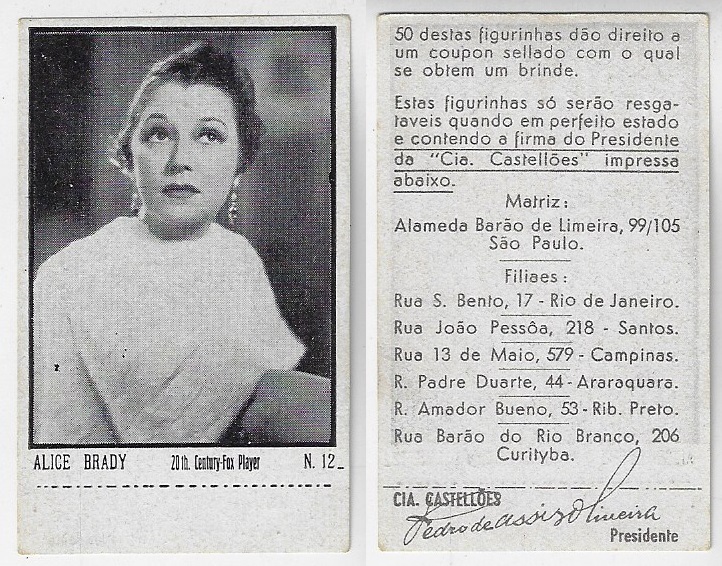 ALICE BRADY 20th. Century-Fox Player N. 12_
50 destas figurinhas dão direito a
um coupon sellado com o qual
se obtem um brinde.
Estas figurinhas só serão resga-
taveis quando em perfeito estado
e contendo a firma do Presidente
da "Cia. Castellões" impressa
abaixo.
Matriz:
Alameda Barão de Limeira, 99/105
São Paulo.
Filiaes:
Rua S. Bento, 17 - Rio de Janeiro.
Rua João Pessôa, 218 - Santos.
Rua 13 de Maio, 579 - Campinas.
R. Padre Duarte, 44 - Araraquara.
R. Amador Bueno, 53 - Rib. Preto.
Rua Barão do Rio Branco, 206
Curityba.
CIA. CASTELLÕES
Pedro de Assiz Oliveira
Presidente